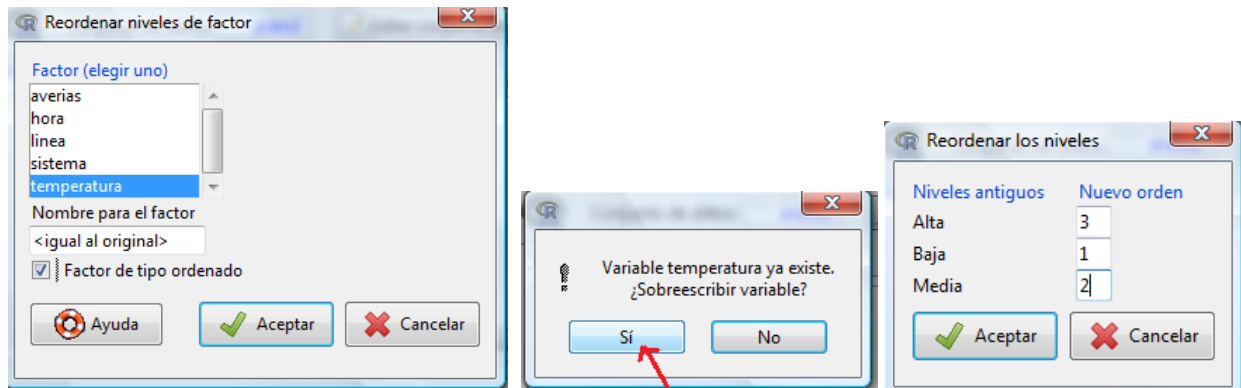 Reordenar niveles de factor
Factor (elegir uno)
averias
hora
linea
sistema
temperatura
Nombre para el factor
<igual al original>
Factor de tipo ordenado
Ayuda
Aceptar
Cancelar
Variable temperatura ya existe.
¿Sobreescribir variable?
Sí
No
Reordenar los niveles
Niveles antiguos Nuevo orden
Alta 3
Baja 1
Media 2
Aceptar
Cancelar